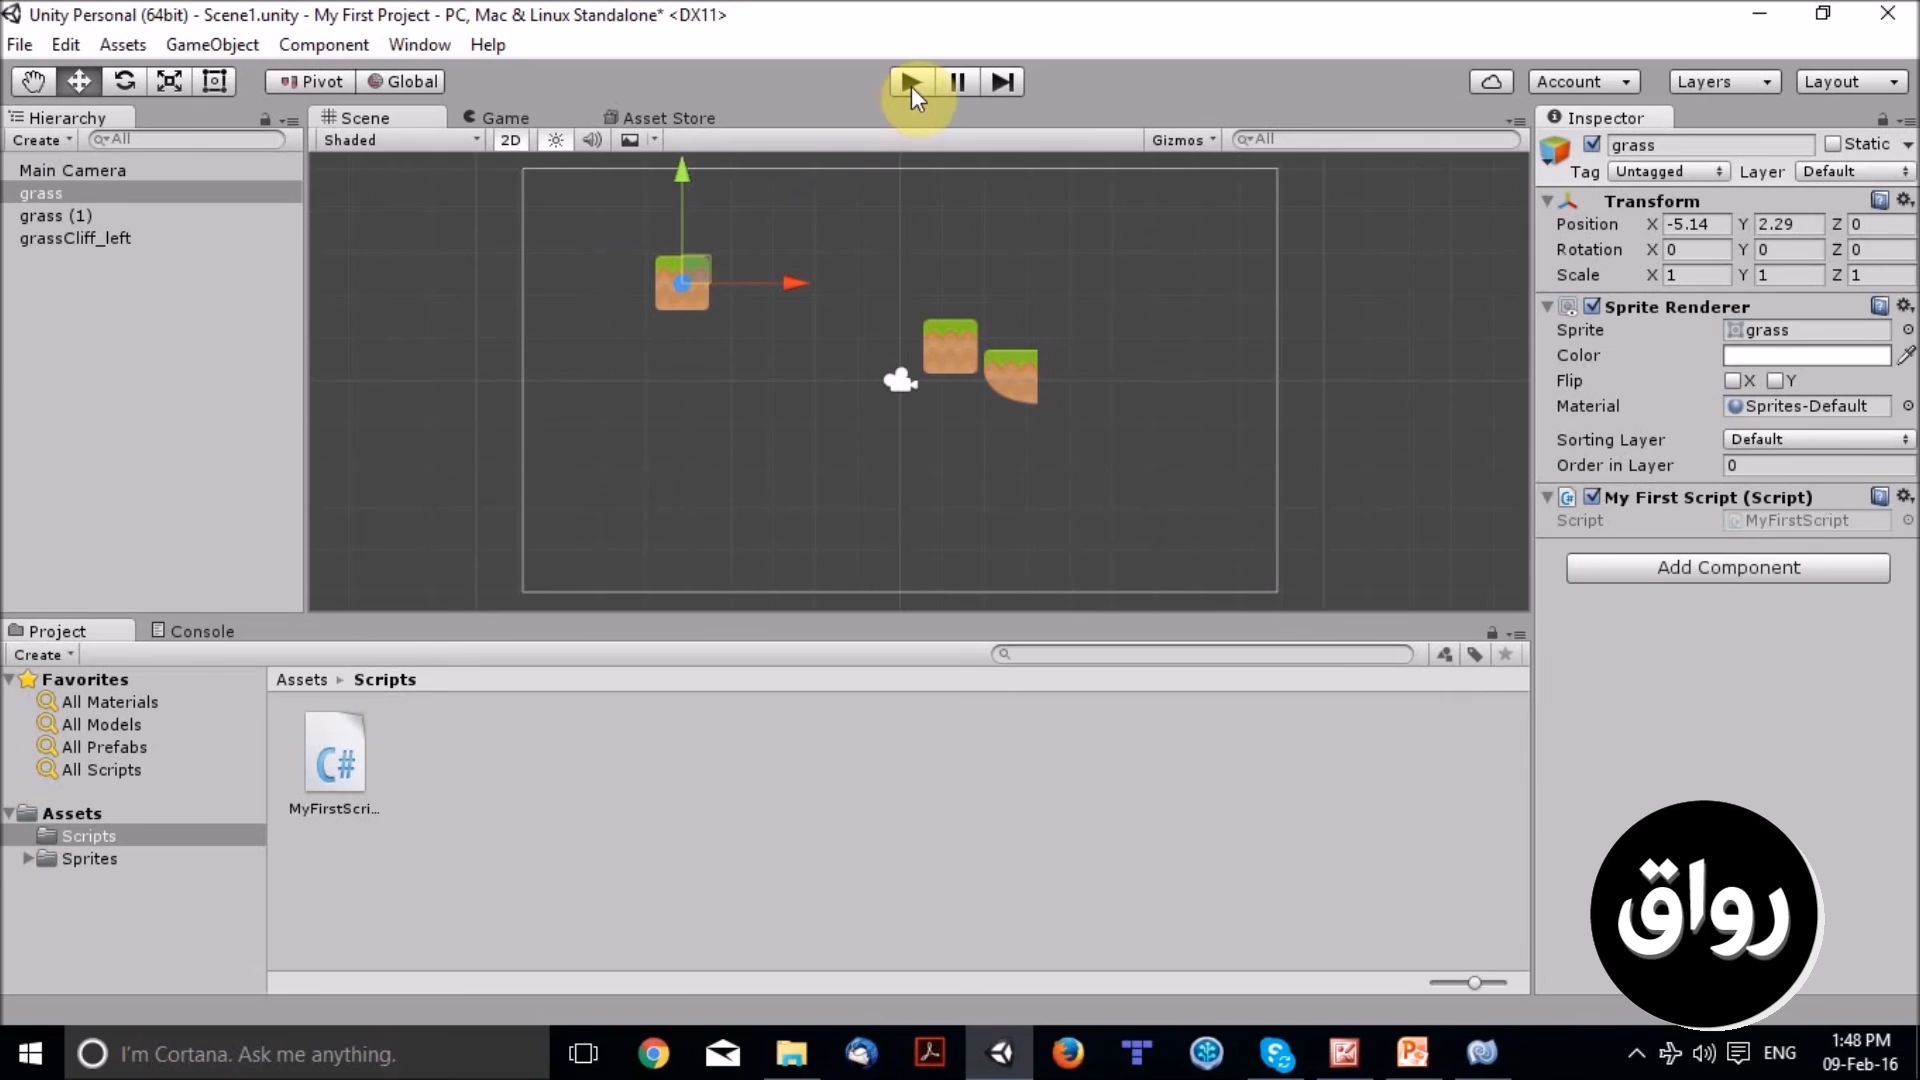 Unity Personal (64bit) - Scene1.unity - My First Project - PC, Mac & Linux Standalone* <DX11>
File Edit Assets GameObject Component Window Help
Pivot Global Account Layers Layout
Hierarchy Scene Game Asset Store Inspector
Create All Shaded 2D Gizmos All grass Static
Tag Untagged Layer Default
Main Camera
grass
grass (1)
grassCliff_left
Transform
Position X -5.14 Y 2.29 Z 0
Rotation X 0 Y 0 Z 0
Scale X 1 Y 1 Z 1
Sprite Renderer
Sprite grass
Color
Flip X Y
Material Sprites-Default
Sorting Layer Default
Order in Layer 0
My First Script (Script)
Script MyFirstScript
Add Component
Project Console
Create
Favorites
All Materials
All Models
All Prefabs
All Scripts
Assets
Scripts
Sprites
Assets Scripts
C#
MyFirstScri...
رواق
I'm Cortana. Ask me anything.
ENG
1:48 PM
09-Feb-16